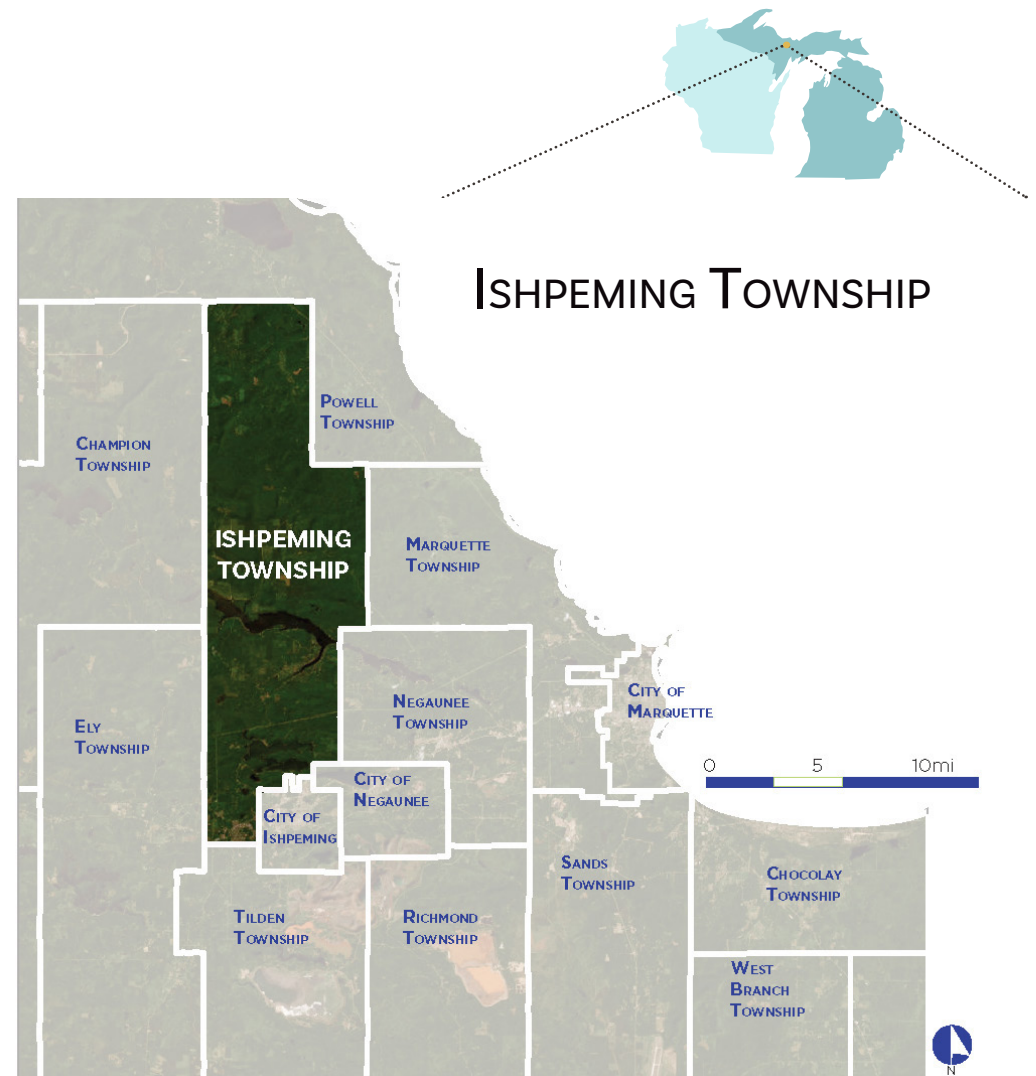 Ishpeming Township
Powell
Township
Champion
Township
ISHPEMING
TOWNSHIP
Marquette
Township
Negaunee
Township
City of
Marquette
Ely
Township
0 5 10mi
City of
Negaunee
City of
Ishpeming
Sands
Township
Chocolay
Township
Tilden
Township
Richmond
Township
West
Branch
Township
N